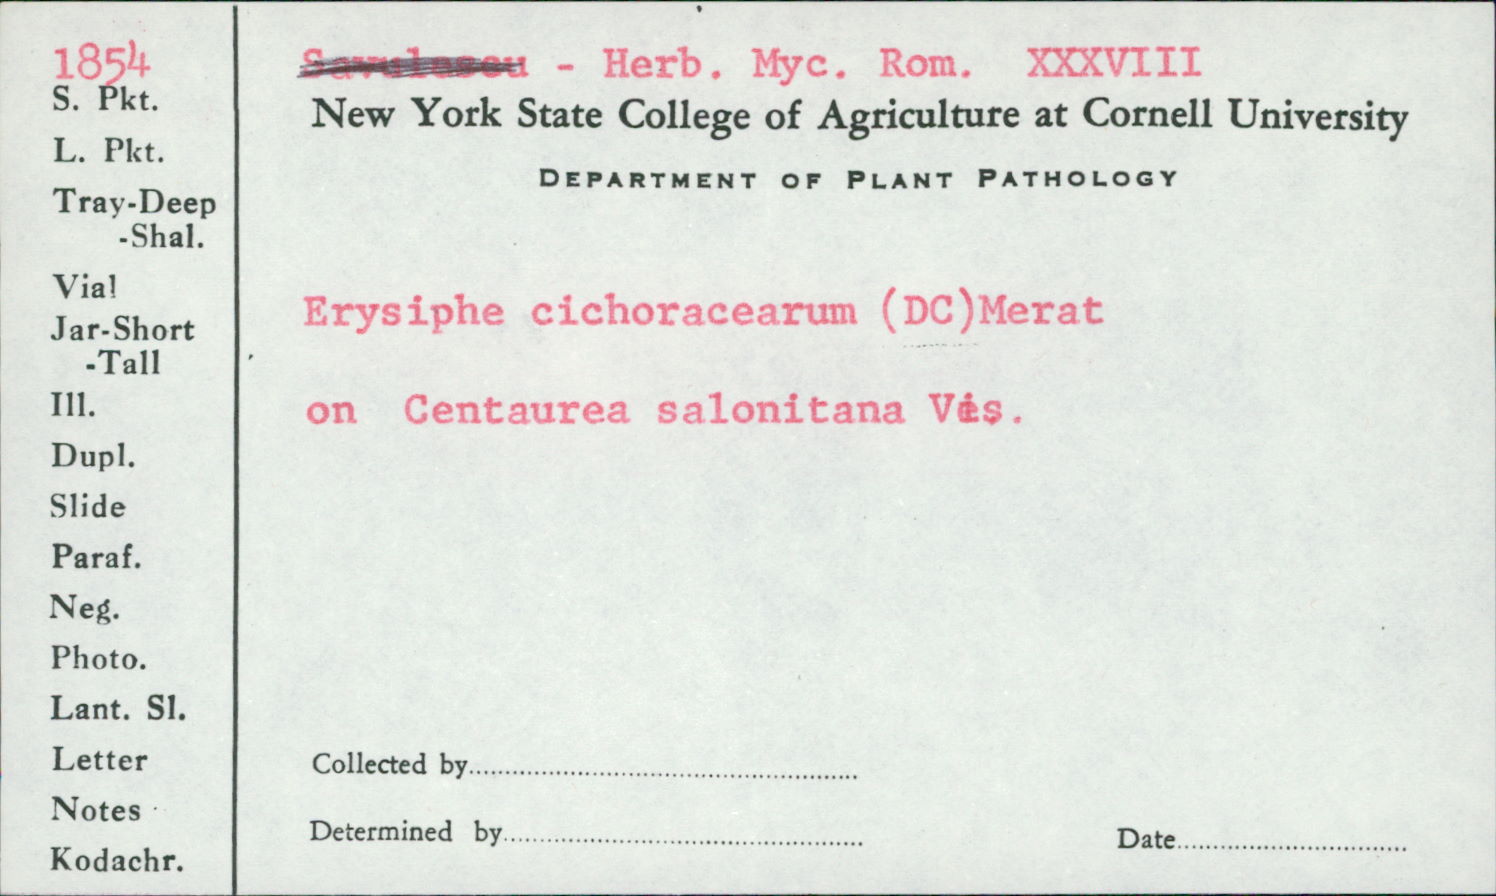 1854
S. Pkt.
L. Pkt.
Tray-Deep
-Shal.
Vial
Jar-Short
-Tall
Ill.
Dupl.
Slide
Paraf.
Neg.
Photo.
Lant. Sl.
Letter
Notes
Kodachr.
Savulescu - Herb. Myc. Rom. XXXVIII
New York State College of Agriculture at Cornell University
DEPARTMENT OF PLANT PATHOLOGY
Erysiphe cichoracearum (DC)Merat
on Centaurea salonitana Vis.
Collected by
Determined by
Date